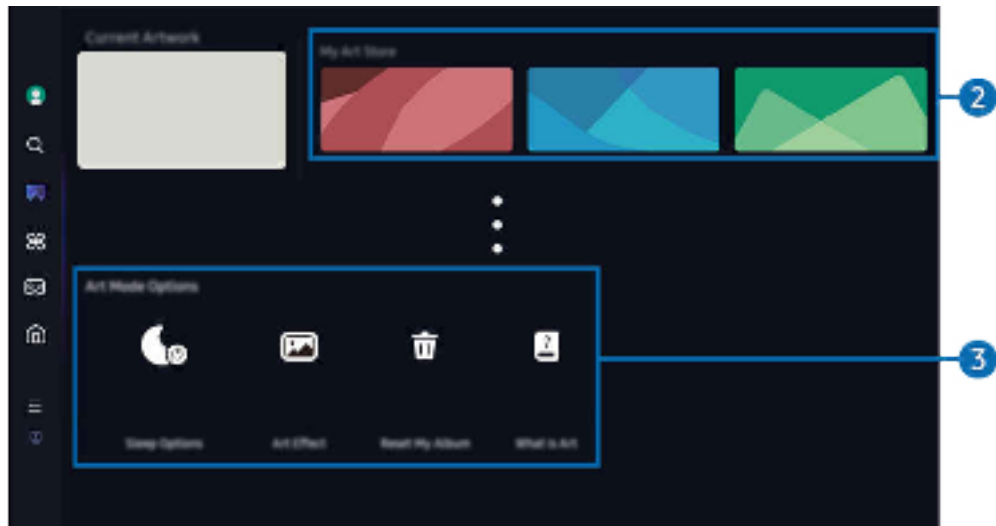 Current Artwork
My Art Store
2
Art Mode Options
3
Sleep Options Art Effect Reset My Album What is Art